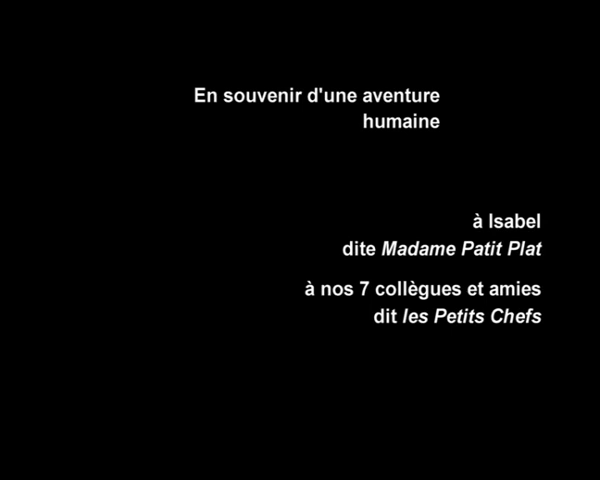 En souvenir d'une aventure
humaine
à Isabel
dite Madame Patit Plat
à nos 7 collègues et amies
dit les Petits Chefs